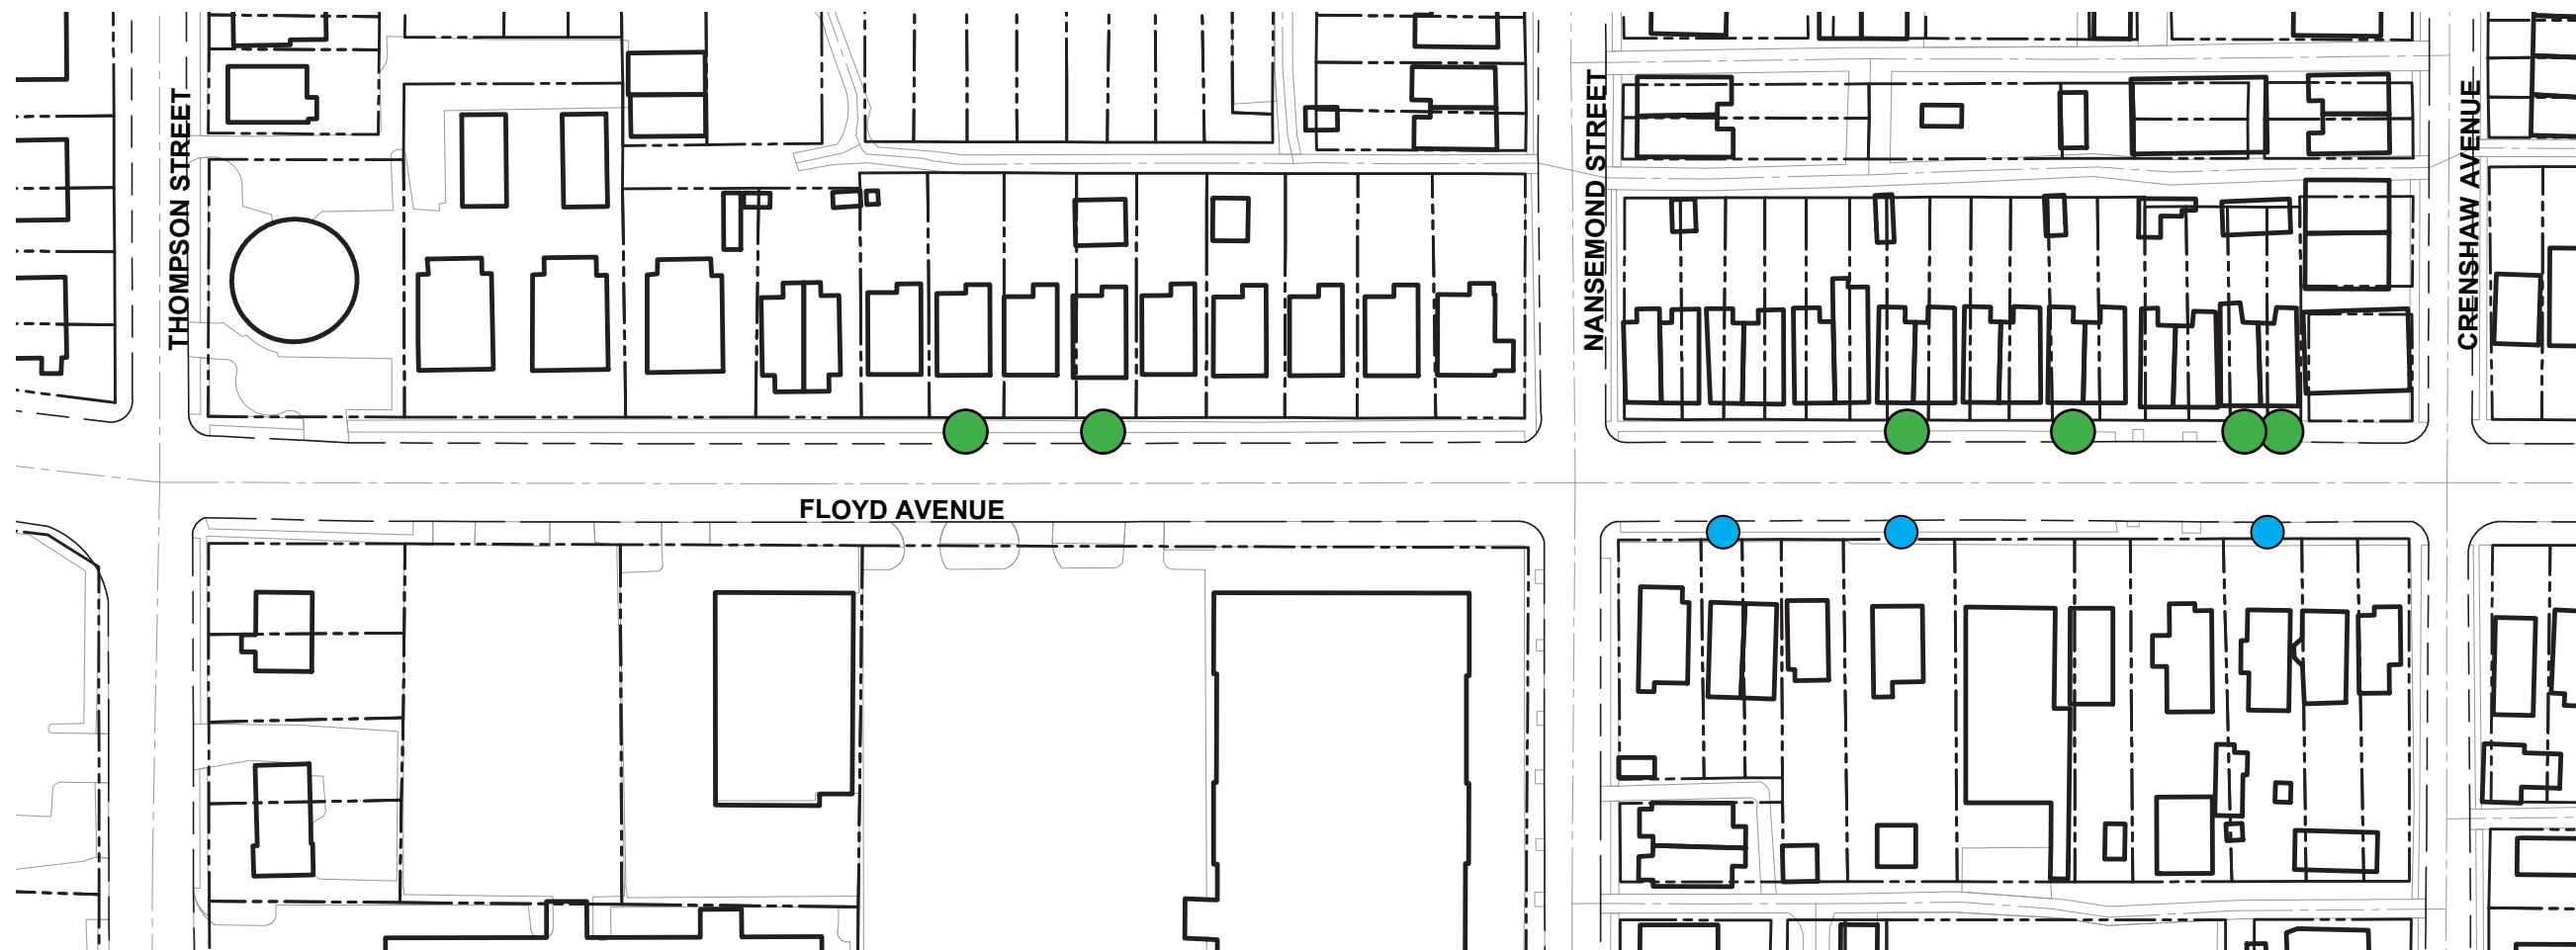 THOMPSON STREET
NANSEMOND STREET
CRENSHAW AVENUE
FLOYD AVENUE